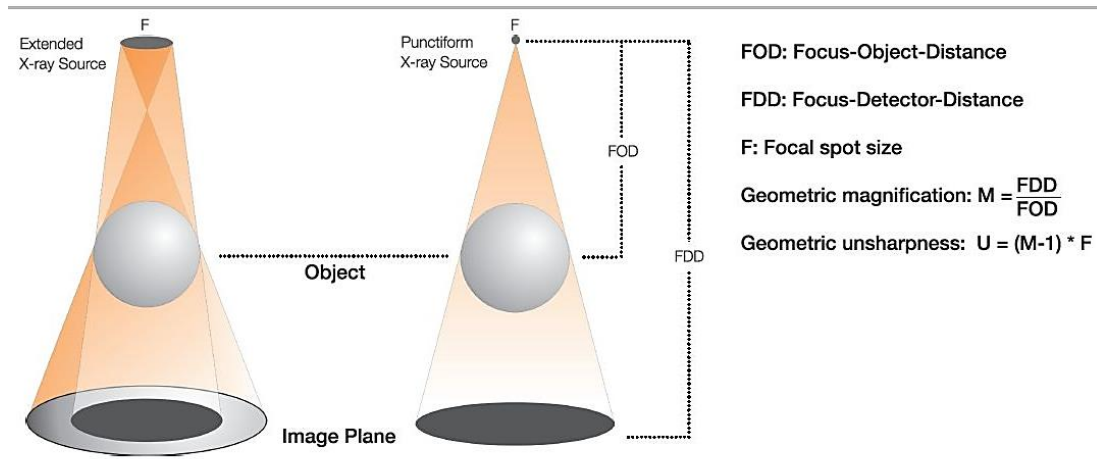 F
Extended
X-ray Source
F
Punctiform
X-ray Source
FOD
FDD
Object
Image Plane
FOD: Focus-Object-Distance
FDD: Focus-Detector-Distance
F: Focal spot size
Geometric magnification: M = FDD
FOD
Geometric unsharpness: U = (M-1) * F